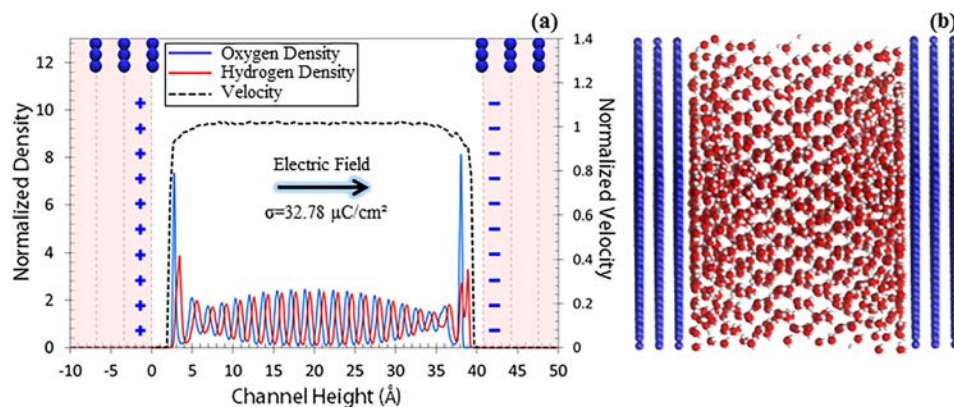 (a)
(b)
Oxygen Density
Hydrogen Density
Velocity
Electric Field
σ=32.78 μC/cm²
Normalized Density
0
2
4
6
8
10
12
Normalized Velocity
0
0.2
0.4
0.6
0.8
1
1.2
1.4
-10 -5 0 5 10 15 20 25 30 35 40 45 50
Channel Height (Å)